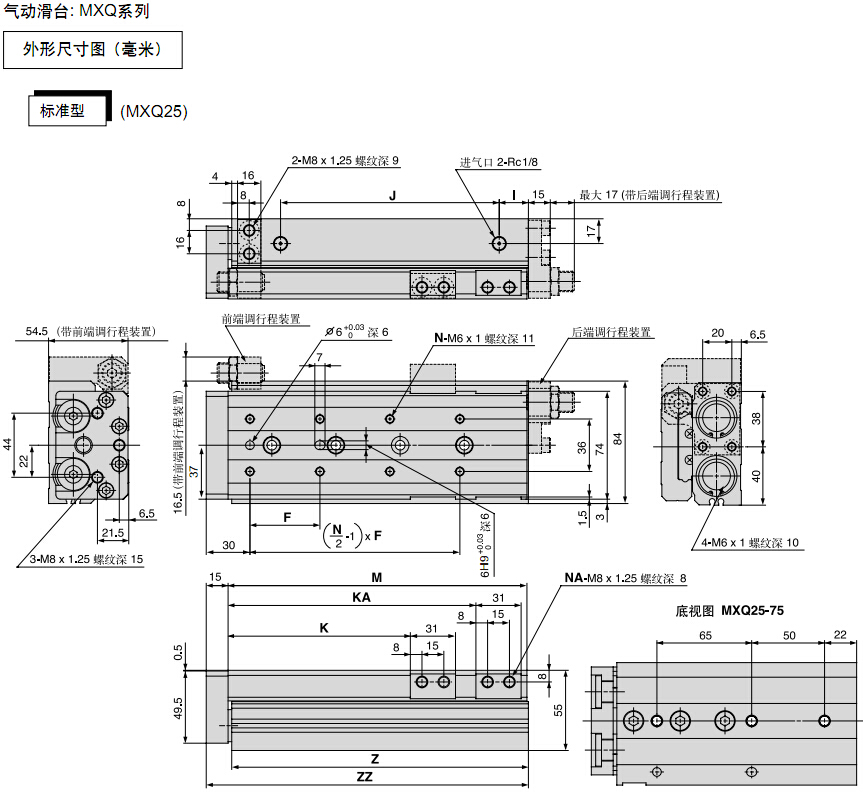 气动滑台: MXQ系列
外形尺寸图（毫米）
标准型 (MXQ25)
2-M8 x 1.25 螺纹深 9
进气口 2-Rc1/8
4 16 8 J I 15 最大 17 (带后端调行程装置)
8 16 17
54.5 (带前端调行程装置)
前端调行程装置
ø6 +0.03 0 深 6
N-M6 x 1 螺纹深 11
后端调行程装置
20 6.5
7
44 22
16.5 (带前端调行程装置)
37
36 74 84
38 40
6.5
21.5
3-M8 x 1.25 螺纹深 15
F
(N/2 -1) x F
30
6H9 +0.03 0 深 6
1.5 3
4-M6 x 1 螺纹深 10
15 M
NA-M8 x 1.25 螺纹深 8
KA 31
8 15
K 31
8 15
底视图 MXQ25-75
65 50 22
0.5
49.5
8
55
Z
ZZ